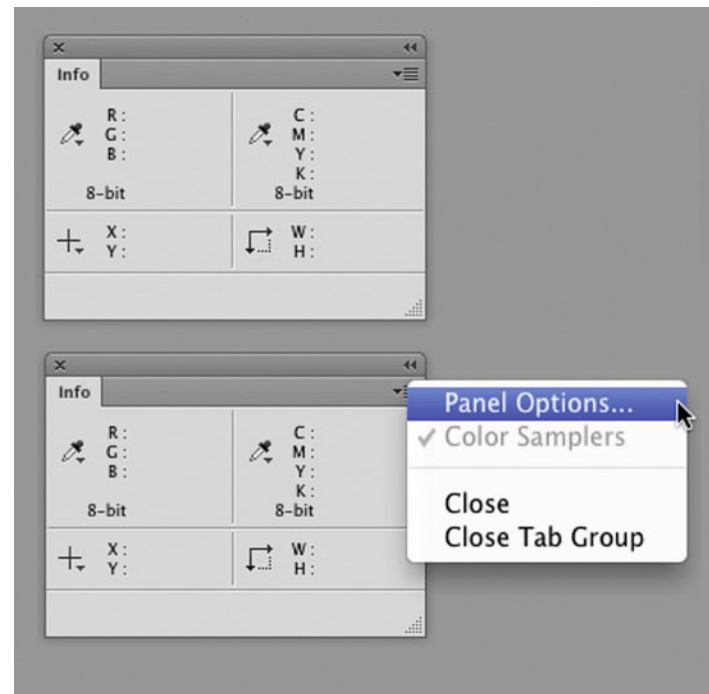 Info
R :
G :
B :
8-bit
C :
M :
Y :
K :
8-bit
X :
Y :
W :
H :
Info
R :
G :
B :
8-bit
C :
M :
Y :
K :
8-bit
X :
Y :
W :
H :
Panel Options...
✓ Color Samplers
Close
Close Tab Group